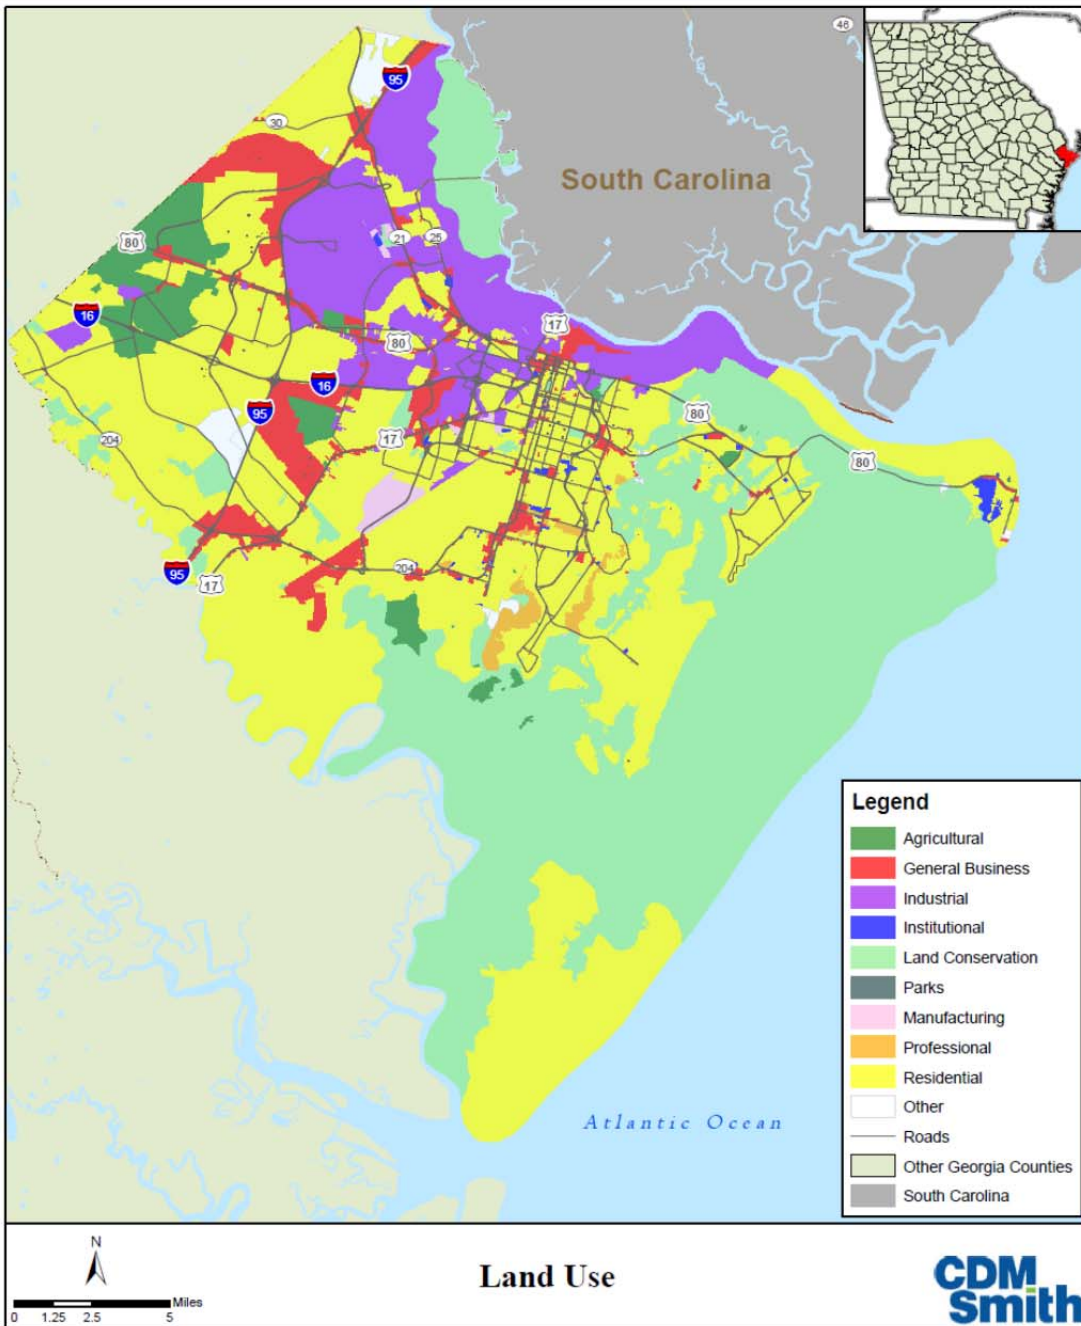 46
95
30
South Carolina
80
21
25
16
17
80
16
95
17
80
204
80
204
95
17
Legend
Agricultural
General Business
Industrial
Institutional
Land Conservation
Parks
Manufacturing
Professional
Residential
Other
Roads
Other Georgia Counties
South Carolina
Atlantic Ocean
N
Miles
0 1.25 2.5 5
Land Use
CDM
Smith